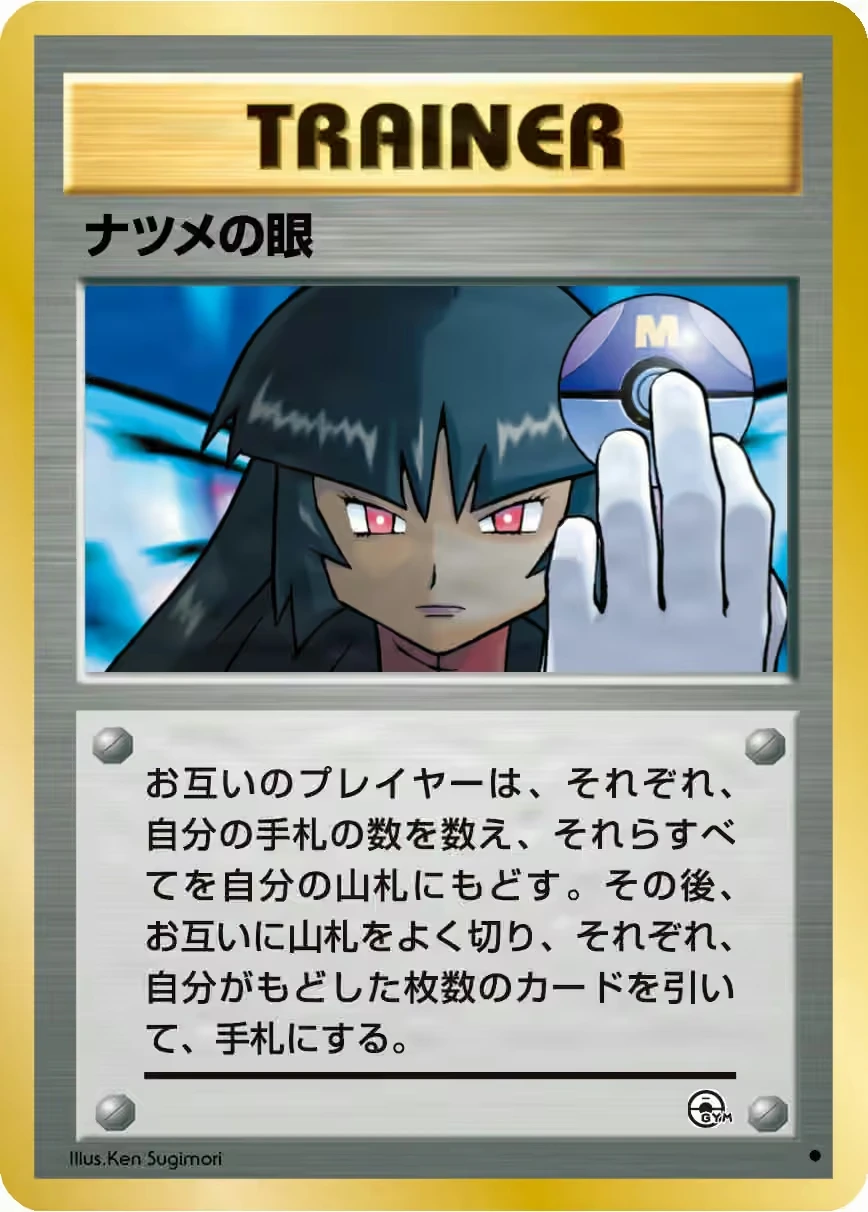 TRAINER
ナツメの眼
M
お互いのプレイヤーは、それぞれ、
自分の手札の数を数え、それらすべ
てを自分の山札にもどす。その後、
お互いに山札をよく切り、それぞれ、
自分がもどした枚数のカードを引い
て、手札にする。
GYM
Illus.Ken Sugimori